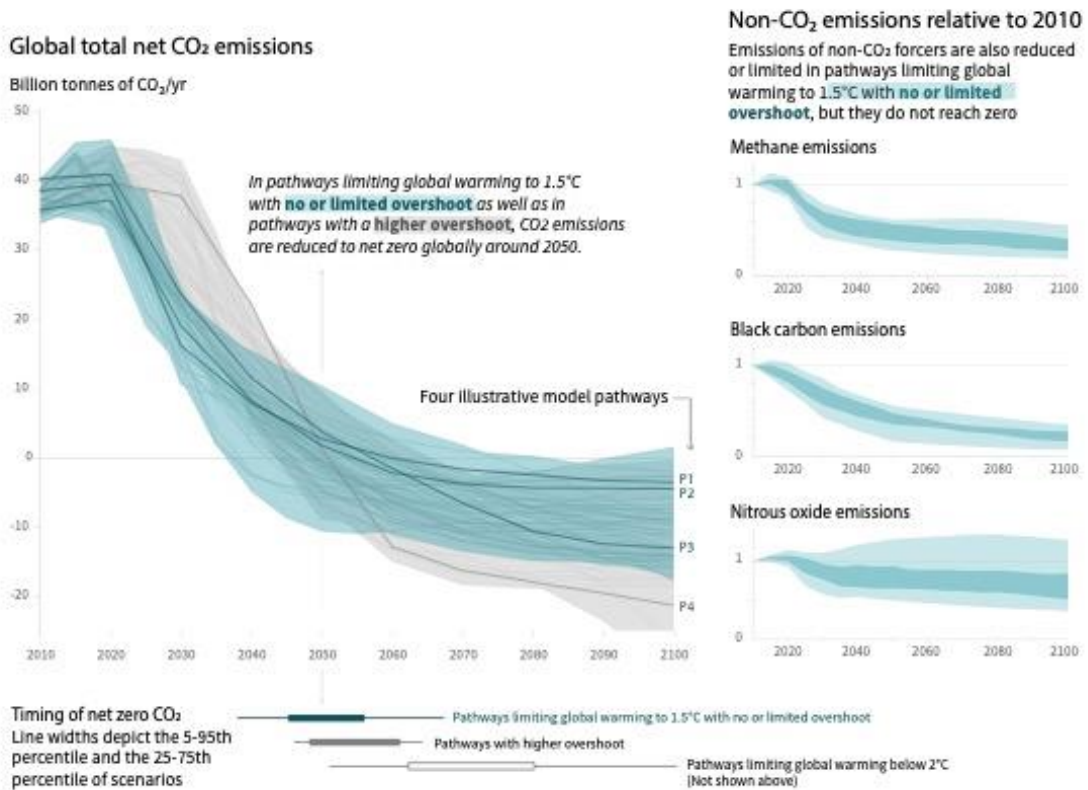 Global total net CO₂ emissions
Billion tonnes of CO₂/yr
50
40
30
20
10
0
-10
-20
In pathways limiting global warming to 1.5°C
with no or limited overshoot as well as in
pathways with a higher overshoot, CO2 emissions
are reduced to net zero globally around 2050.
Four illustrative model pathways
P1
P2
P3
P4
2010 2020 2030 2040 2050 2060 2070 2080 2090 2100
Non-CO₂ emissions relative to 2010
Emissions of non-CO₂ forcers are also reduced
or limited in pathways limiting global
warming to 1.5°C with no or limited
overshoot, but they do not reach zero
Methane emissions
1
0
2020 2040 2060 2080 2100
Black carbon emissions
1
0
2020 2040 2060 2080 2100
Nitrous oxide emissions
1
0
2020 2040 2060 2080 2100
Timing of net zero CO₂
Line widths depict the 5-95th
percentile and the 25-75th
percentile of scenarios
Pathways limiting global warming to 1.5°C with no or limited overshoot
Pathways with higher overshoot
Pathways limiting global warming below 2°C
(Not shown above)